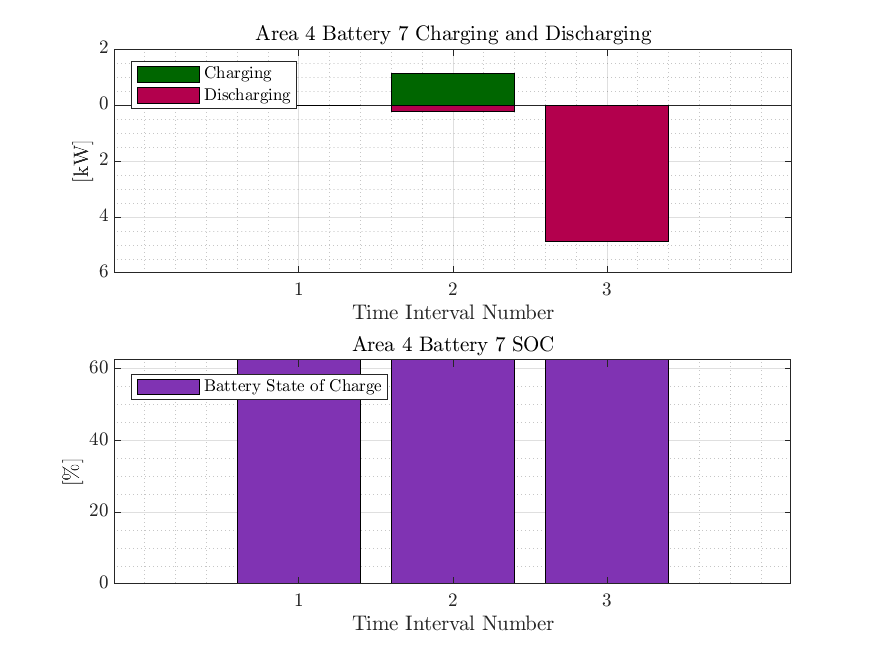 Area 4 Battery 7 Charging and Discharging
2
Charging
0
Discharging
[kW]
2
4
6
1 2 3
Time Interval Number
Area 4 Battery 7 SOC
60
Battery State of Charge
40
[%]
20
0
1 2 3
Time Interval Number